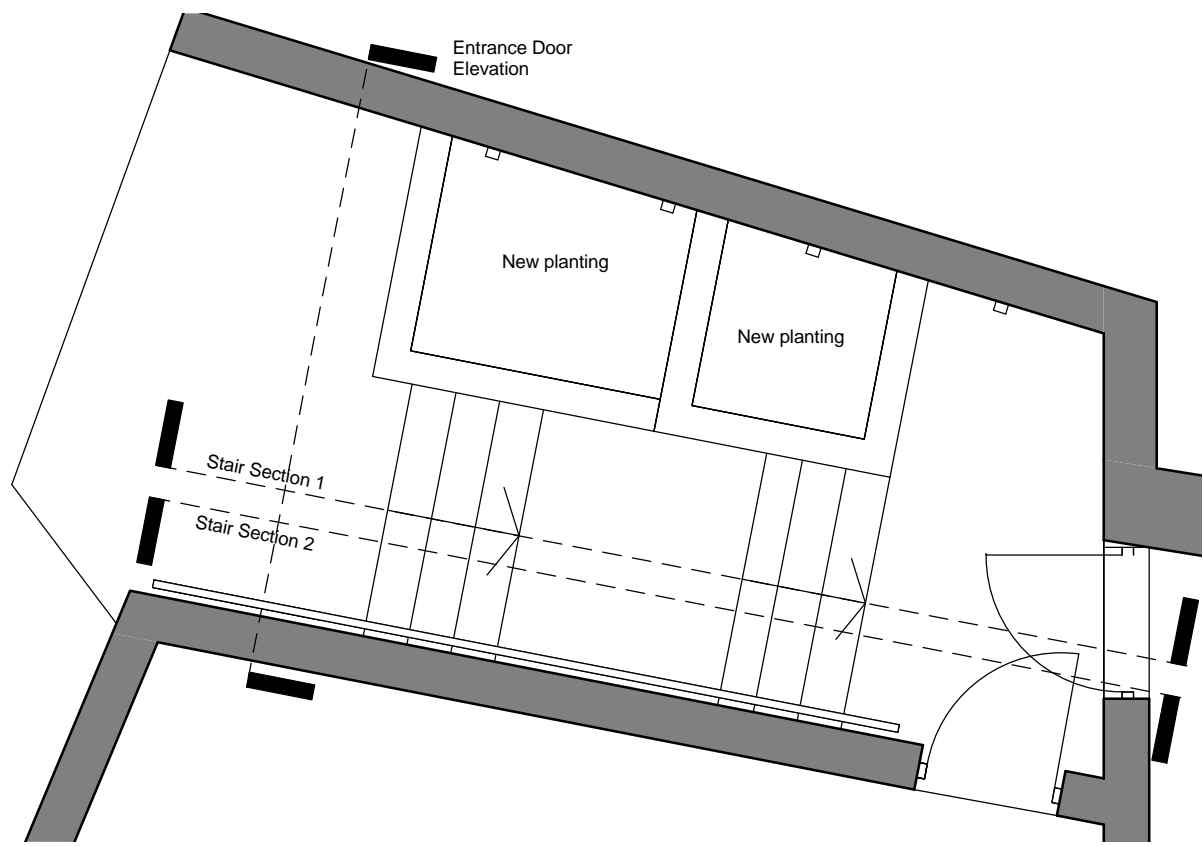 Entrance Door
Elevation
New planting
New planting
Stair Section 1
Stair Section 2